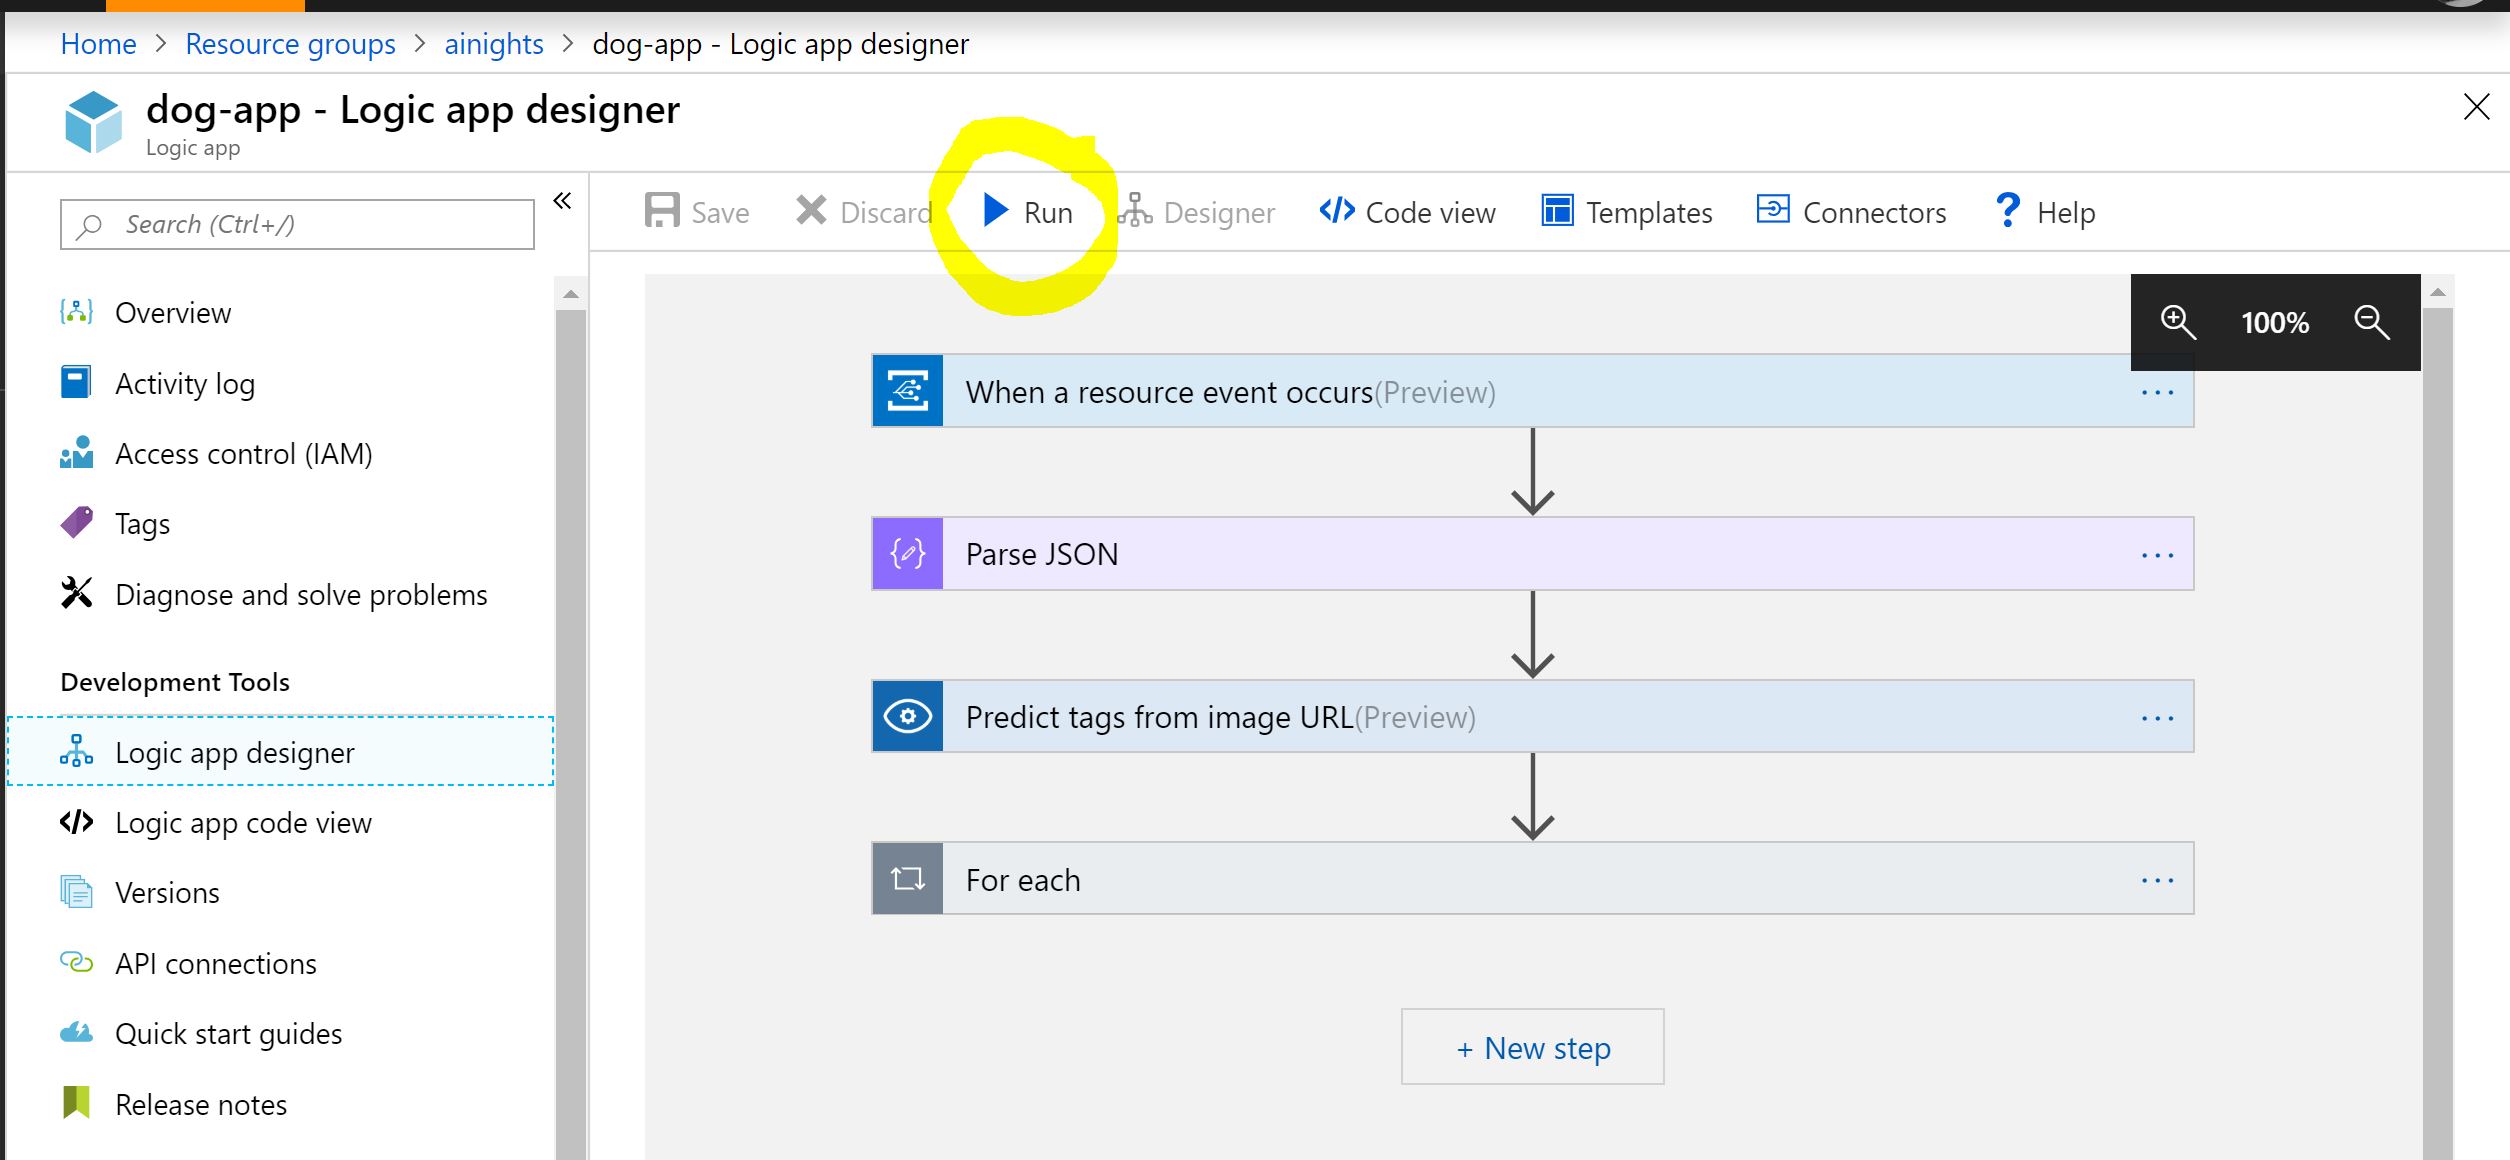 Home > Resource groups > ainights > dog-app - Logic app designer
dog-app - Logic app designer
Logic app
Search (Ctrl+/)
Save Discard Run Designer Code view Templates Connectors Help
Overview
Activity log
Access control (IAM)
Tags
Diagnose and solve problems
Development Tools
Logic app designer
Logic app code view
Versions
API connections
Quick start guides
Release notes
100%
When a resource event occurs(Preview)
Parse JSON
Predict tags from image URL(Preview)
For each
+ New step